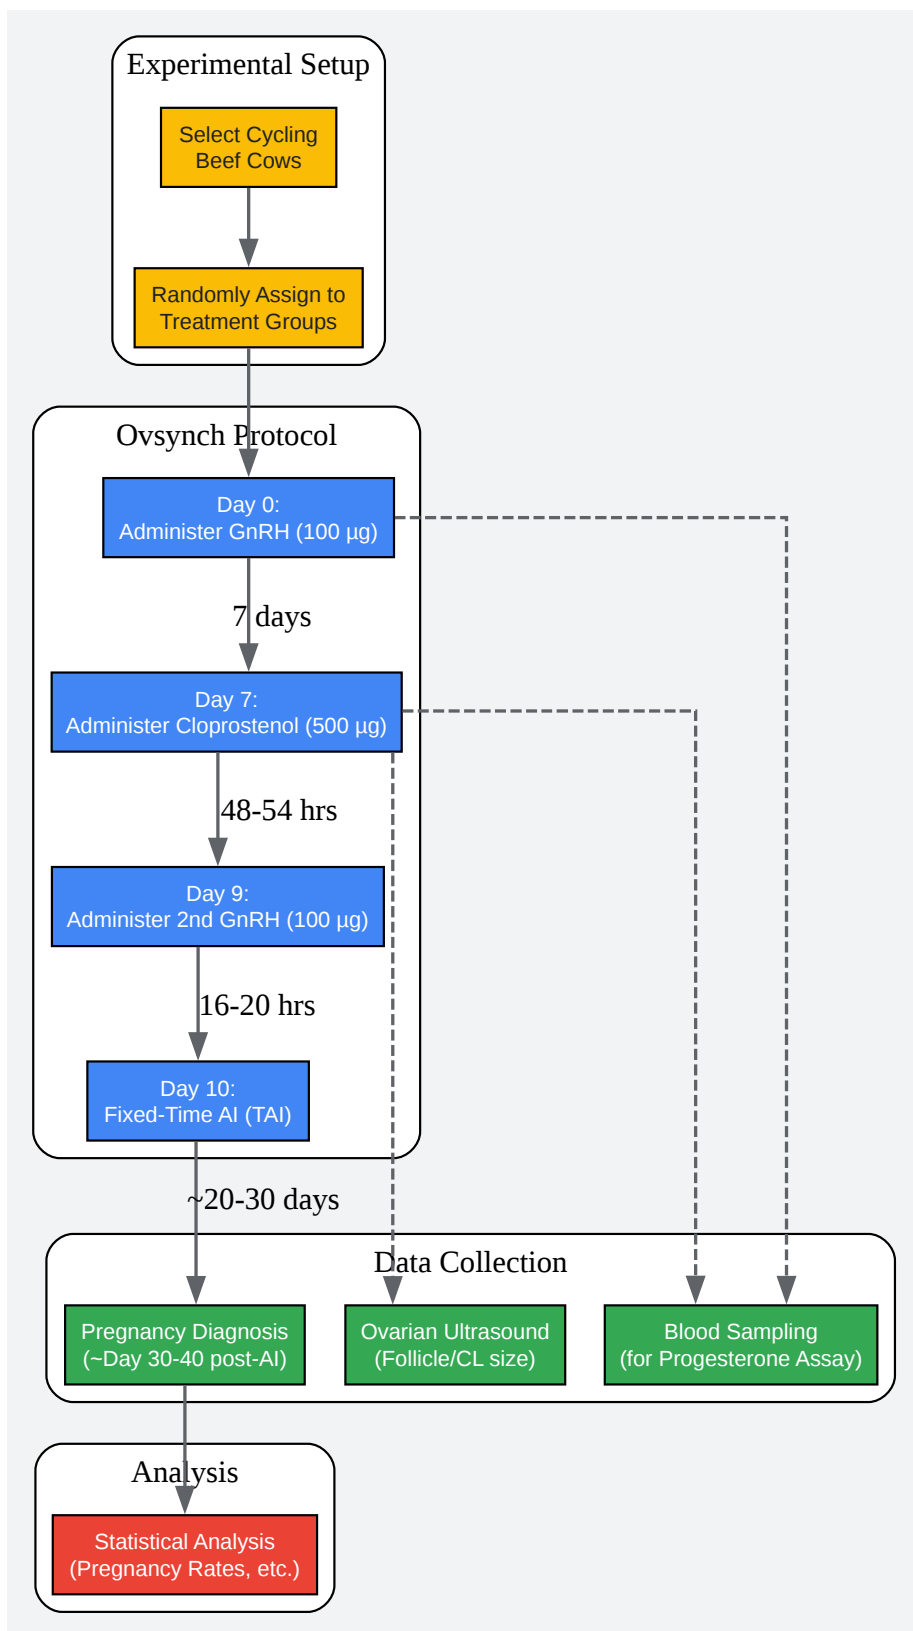 Experimental Setup
Select Cycling
Beef Cows
Randomly Assign to
Treatment Groups
Ovsynch Protocol
Day 0:
Administer GnRH (100 µg)
7 days
Day 7:
Administer Cloprostenol (500 µg)
48-54 hrs
Day 9:
Administer 2nd GnRH (100 µg)
16-20 hrs
Day 10:
Fixed-Time AI (TAI)
~20-30 days
Data Collection
Pregnancy Diagnosis
(~Day 30-40 post-AI)
Ovarian Ultrasound
(Follicle/CL size)
Blood Sampling
(for Progesterone Assay)
Analysis
Statistical Analysis
(Pregnancy Rates, etc.)